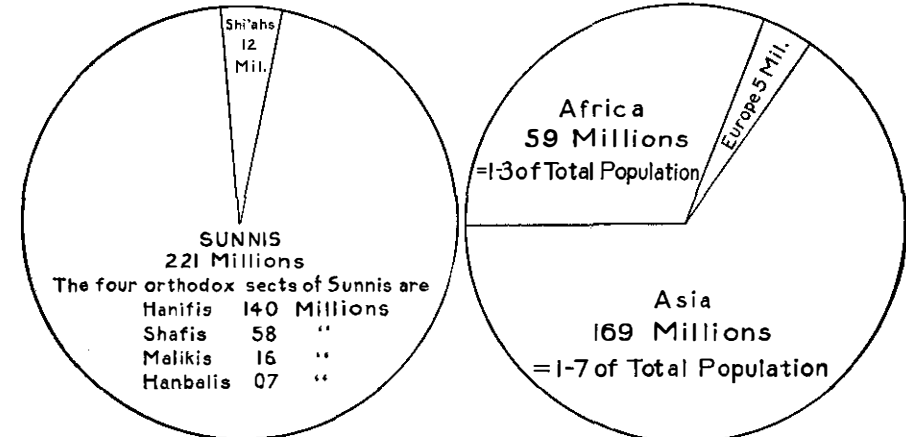 Shi'ahs
12
Mil.
SUNNIS
221 Millions
The four orthodox sects of Sunnis are
Hanifis 140 Millions
Shafis 58 "
Malikis 16 "
Hanbalis 07 "
Africa
59 Millions
=1-3 of Total Population
Europe 5 Mil.
Asia
169 Millions
=1-7 of Total Population